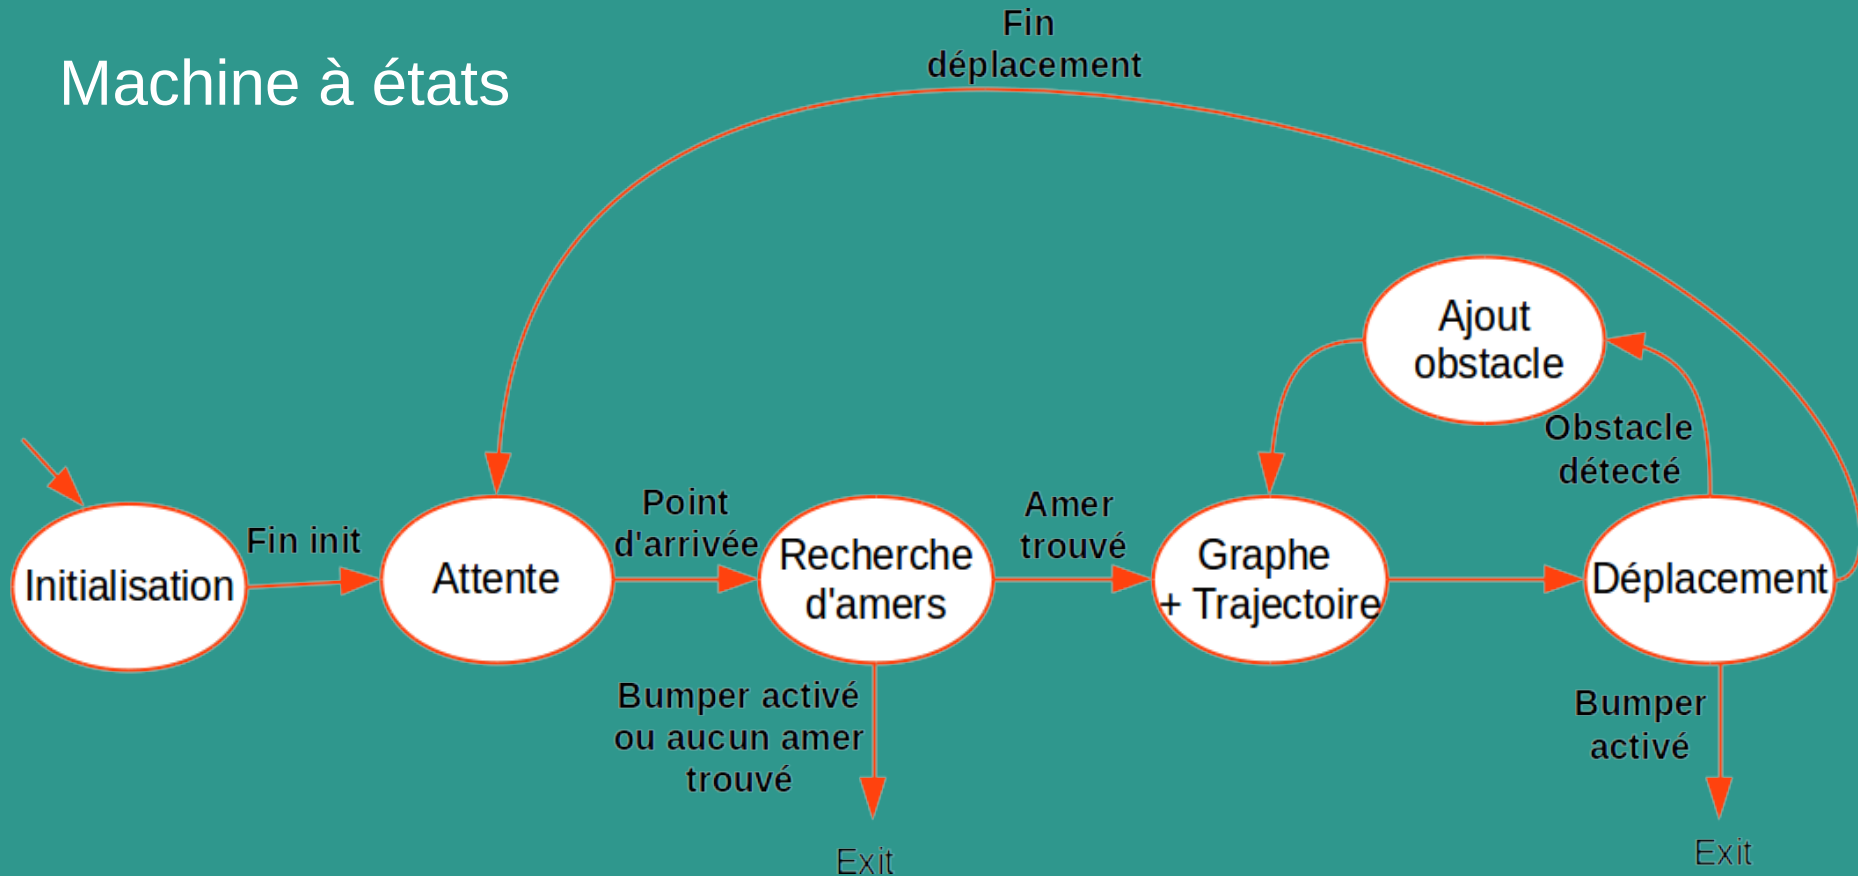 Machine à états
Fin
déplacement
Ajout
obstacle
Obstacle
détecté
Initialisation
Fin init
Attente
Point
d'arrivée
Recherche
d'amers
Amer
trouvé
Graphe
+ Trajectoire
Déplacement
Bumper activé
ou aucun amer
trouvé
Exit
Bumper
activé
Exit